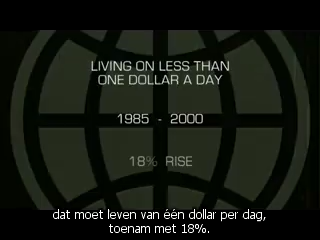 LIVING ON LESS THAN
ONE DOLLAR A DAY
1985 - 2000
18% RISE
dat moet leven van één dollar per dag,
toenam met 18%.